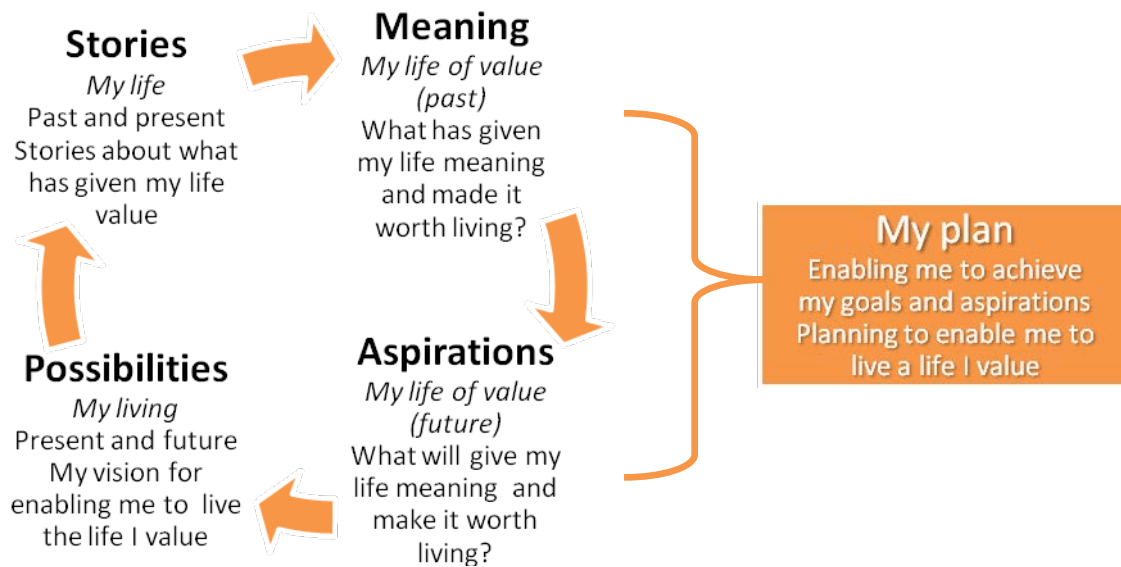 Stories
My life
Past and present
Stories about what
has given my life
value
Meaning
My life of value
(past)
What has given
my life meaning
and made it
worth living?
Aspirations
My life of value
(future)
What will give my
life meaning and
make it worth
living?
Possibilities
My living
Present and future
My vision for
enabling me to live
the life I value
My plan
Enabling me to achieve
my goals and aspirations
Planning to enable me to
live a life I value